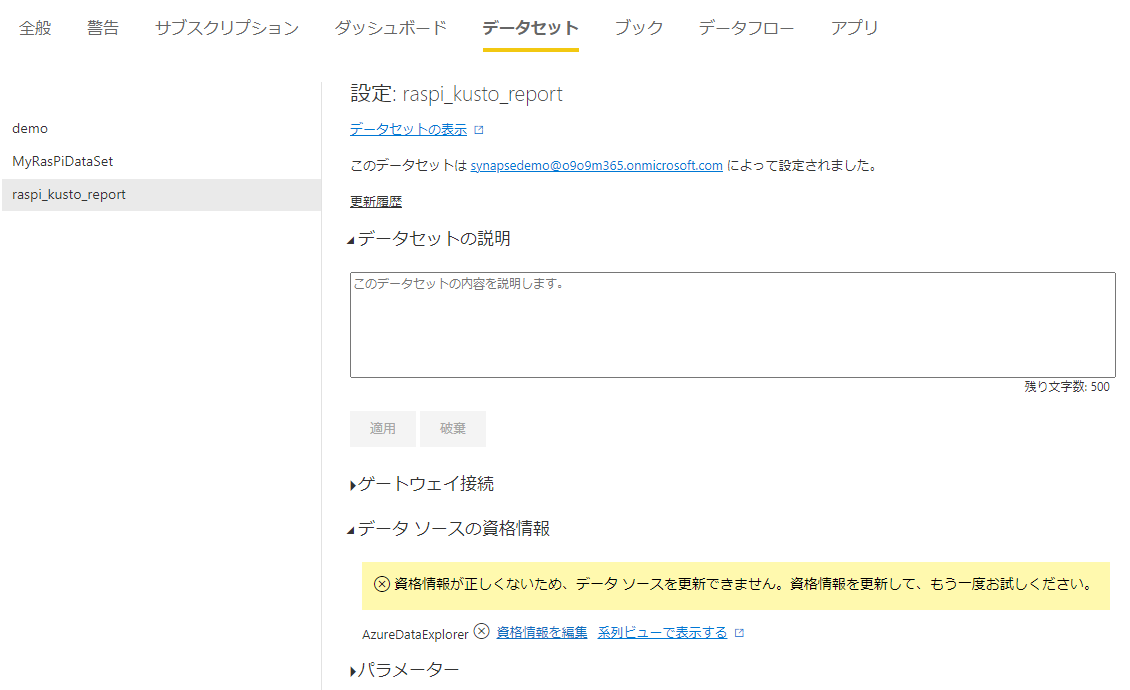 全般 警告 サブスクリプション ダッシュボード データセット ブック データフロー アプリ
demo
MyRasPiDataSet
raspi_kusto_report
設定: raspi_kusto_report
データセットの表示
このデータセットは synapsedemo@o9o9m365.onmicrosoft.com によって設定されました。
更新履歴
データセットの説明
このデータセットの内容を説明します。
残り文字数: 500
適用 破棄
ゲートウェイ接続
データ ソースの資格情報
資格情報が正しくないため、データ ソースを更新できません。資格情報を更新して、もう一度お試しください。
AzureDataExplorer 資格情報を編集 系列ビューで表示する
パラメーター